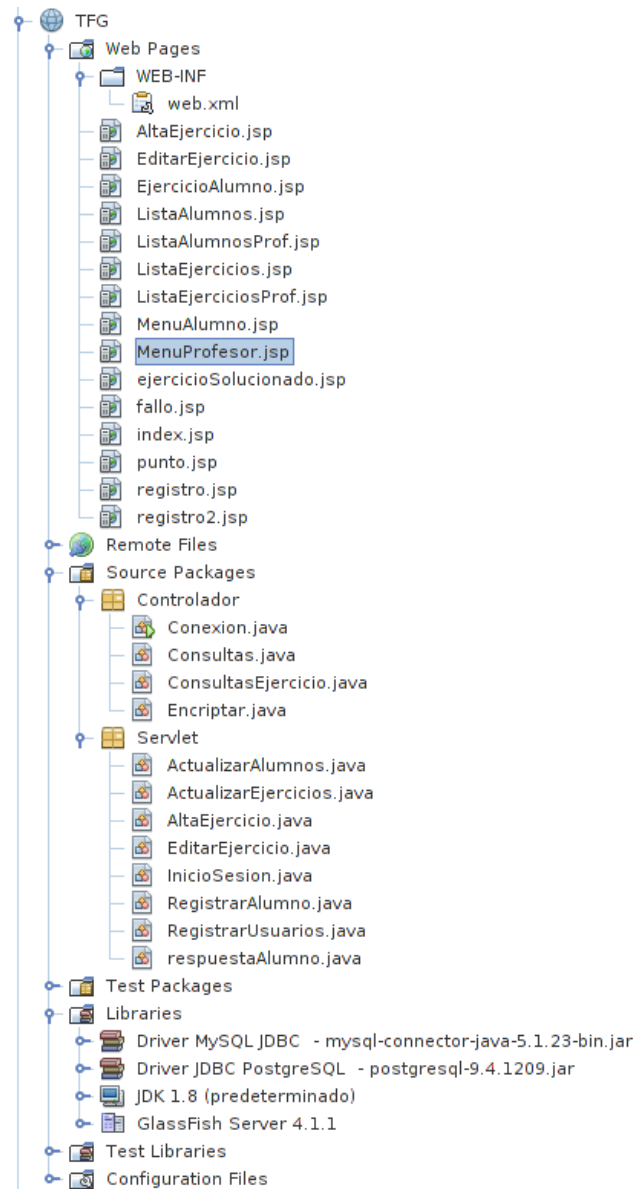 TFG
Web Pages
WEB-INF
web.xml
AltaEjercicio.jsp
EditarEjercicio.jsp
EjercicioAlumno.jsp
ListaAlumnos.jsp
ListaAlumnosProf.jsp
ListaEjercicios.jsp
ListaEjerciciosProf.jsp
MenuAlumno.jsp
MenuProfesor.jsp
ejercicioSolucionado.jsp
fallo.jsp
index.jsp
punto.jsp
registro.jsp
registro2.jsp
Remote Files
Source Packages
Controlador
Conexion.java
Consultas.java
ConsultasEjercicio.java
Encriptar.java
Servlet
ActualizarAlumnos.java
ActualizarEjercicios.java
AltaEjercicio.java
EditarEjercicio.java
InicioSesion.java
RegistrarAlumno.java
RegistrarUsuarios.java
respuestaAlumno.java
Test Packages
Libraries
Driver MySQL JDBC - mysql-connector-java-5.1.23-bin.jar
Driver JDBC PostgreSQL - postgresql-9.4.1209.jar
JDK 1.8 (predeterminado)
GlassFish Server 4.1.1
Test Libraries
Configuration Files